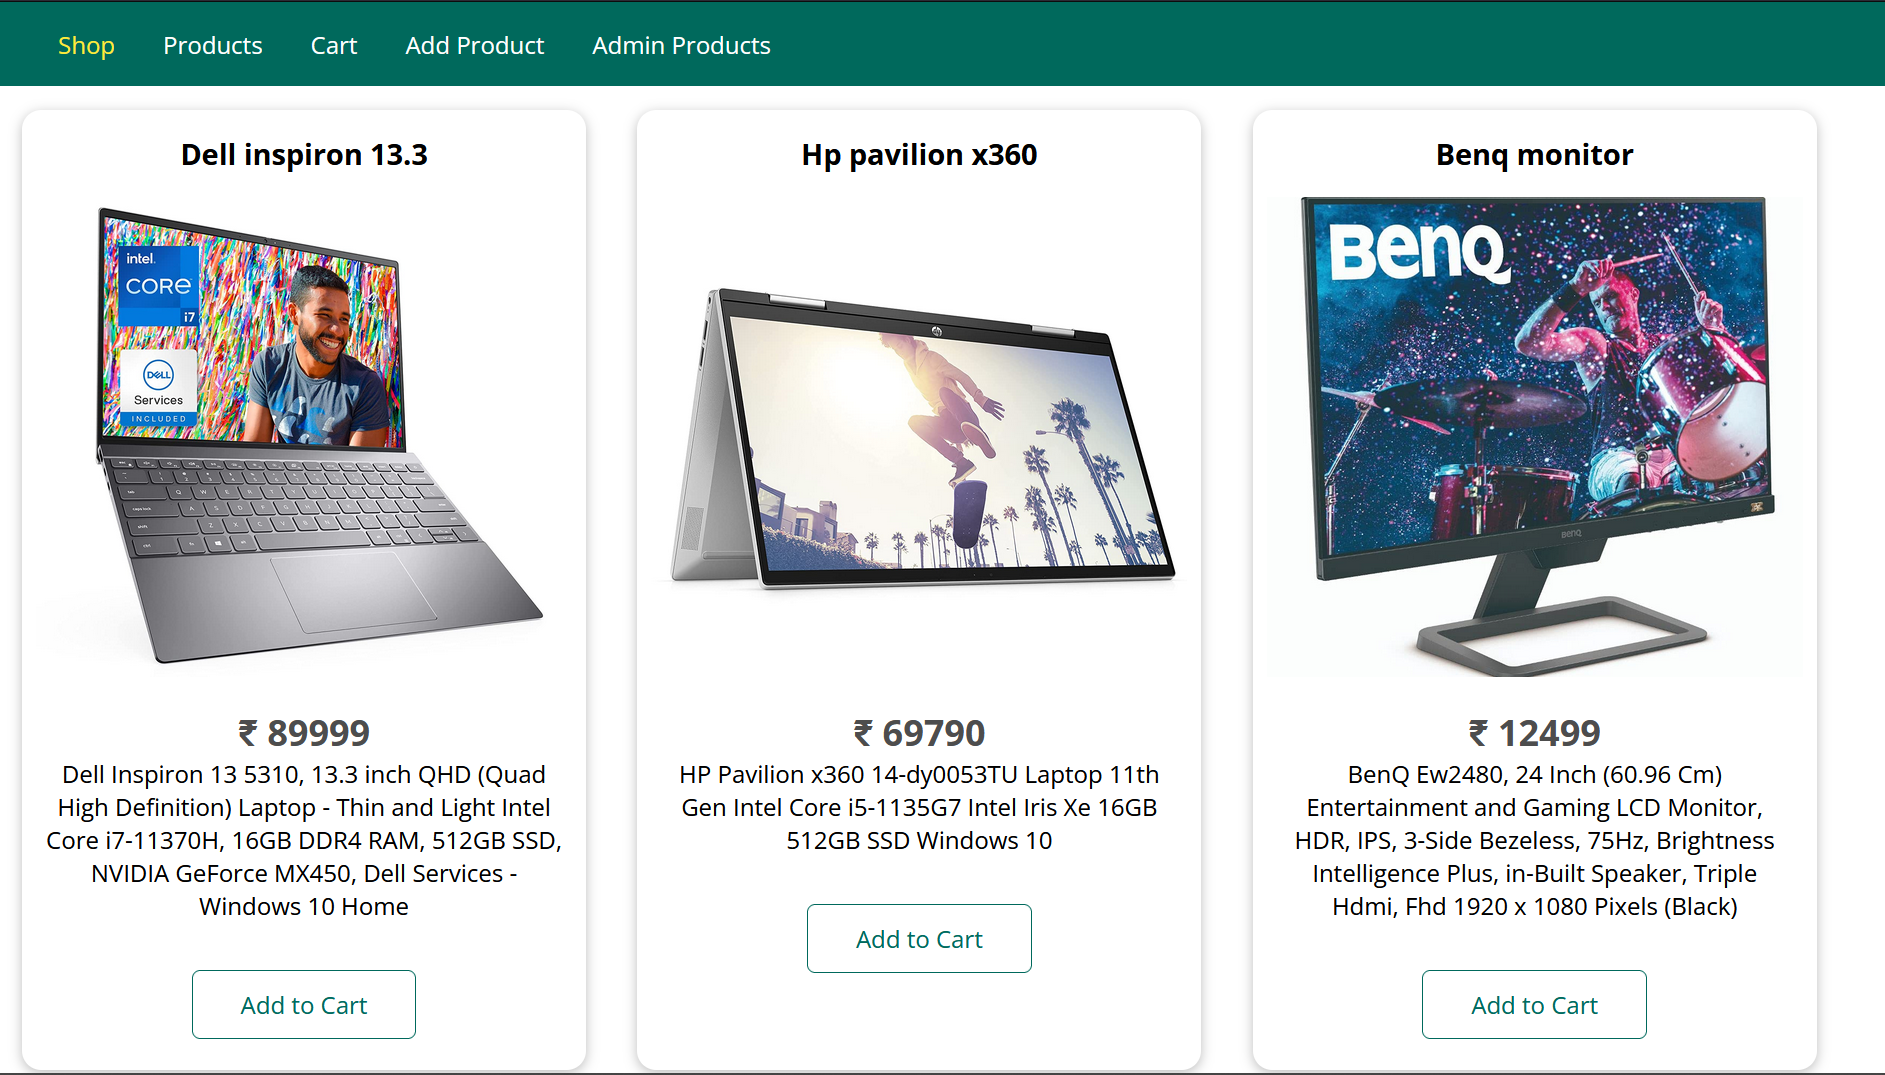 Shop Products Cart Add Product Admin Products
Dell inspiron 13.3
intel.
CORE
i7
DELL
Services
INCLUDED
₹ 89999
Dell Inspiron 13 5310, 13.3 inch QHD (Quad
High Definition) Laptop - Thin and Light Intel
Core i7-11370H, 16GB DDR4 RAM, 512GB SSD,
NVIDIA GeForce MX450, Dell Services -
Windows 10 Home
Add to Cart
Hp pavilion x360
hp
₹ 69790
HP Pavilion x360 14-dy0053TU Laptop 11th
Gen Intel Core i5-1135G7 Intel Iris Xe 16GB
512GB SSD Windows 10
Add to Cart
Benq monitor
BenQ
BenQ
₹ 12499
BenQ Ew2480, 24 Inch (60.96 Cm)
Entertainment and Gaming LCD Monitor,
HDR, IPS, 3-Side Bezeless, 75Hz, Brightness
Intelligence Plus, in-Built Speaker, Triple
Hdmi, Fhd 1920 x 1080 Pixels (Black)
Add to Cart